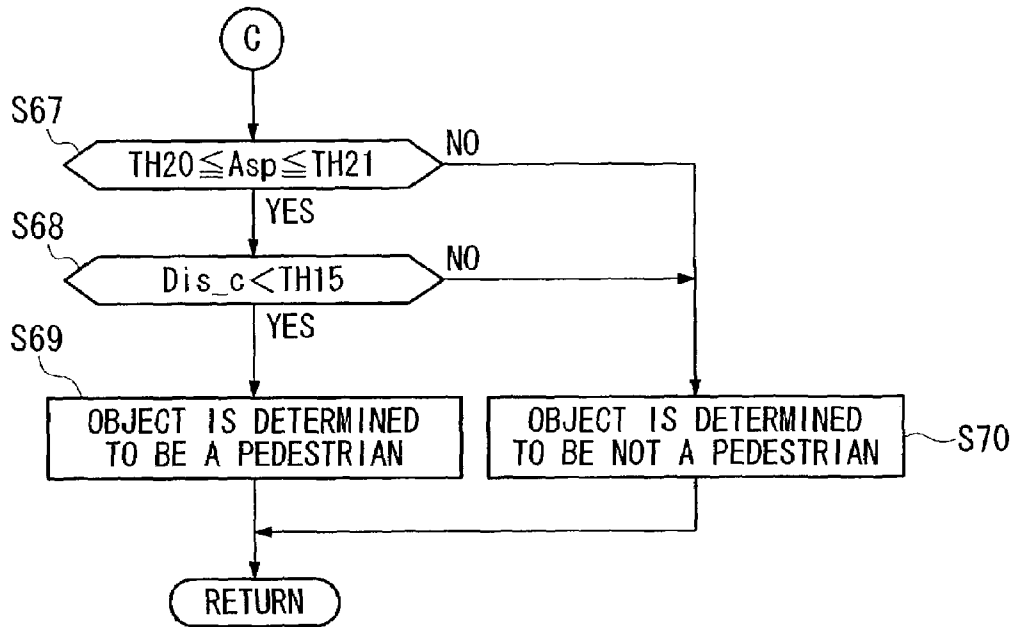 C
S67
TH20≦Asp≦TH21
NO
YES
S68
Dis_c<TH15
NO
YES
S69
OBJECT IS DETERMINED
TO BE A PEDESTRIAN
OBJECT IS DETERMINED
TO BE NOT A PEDESTRIAN
S70
RETURN